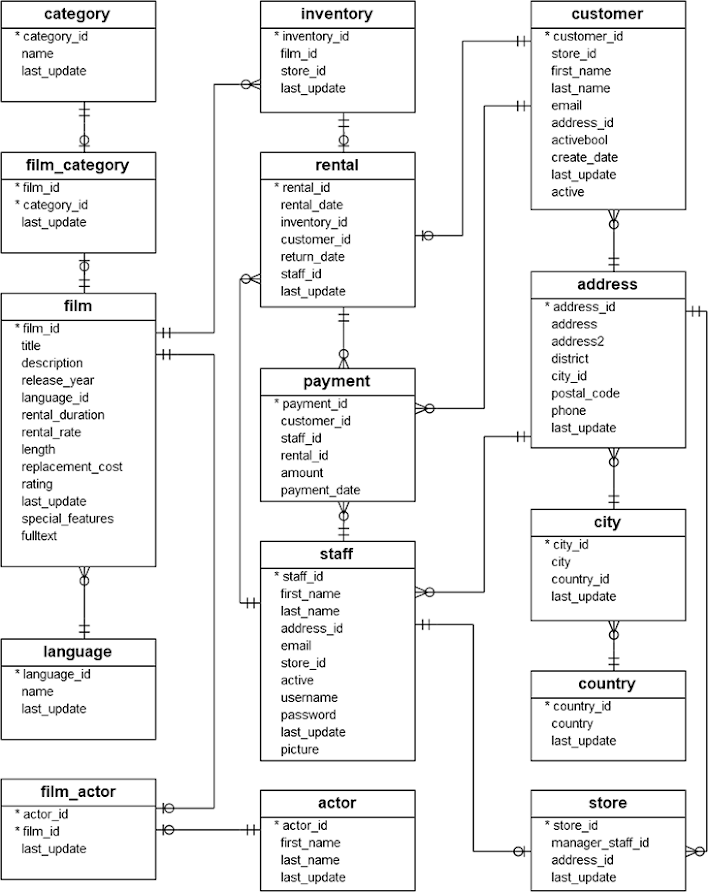 category
* category_id
name
last_update
film_category
* film_id
* category_id
last_update
film
* film_id
title
description
release_year
language_id
rental_duration
rental_rate
length
replacement_cost
rating
last_update
special_features
fulltext
language
* language_id
name
last_update
film_actor
* actor_id
* film_id
last_update
inventory
* inventory_id
film_id
store_id
last_update
rental
* rental_id
rental_date
inventory_id
customer_id
return_date
staff_id
last_update
payment
* payment_id
customer_id
staff_id
rental_id
amount
payment_date
staff
* staff_id
first_name
last_name
address_id
email
store_id
active
username
password
last_update
picture
actor
* actor_id
first_name
last_name
last_update
customer
* customer_id
store_id
first_name
last_name
email
address_id
activebool
create_date
last_update
active
address
* address_id
address
address2
district
city_id
postal_code
phone
last_update
city
* city_id
city
country_id
last_update
country
* country_id
country
last_update
store
* store_id
manager_staff_id
address_id
last_update